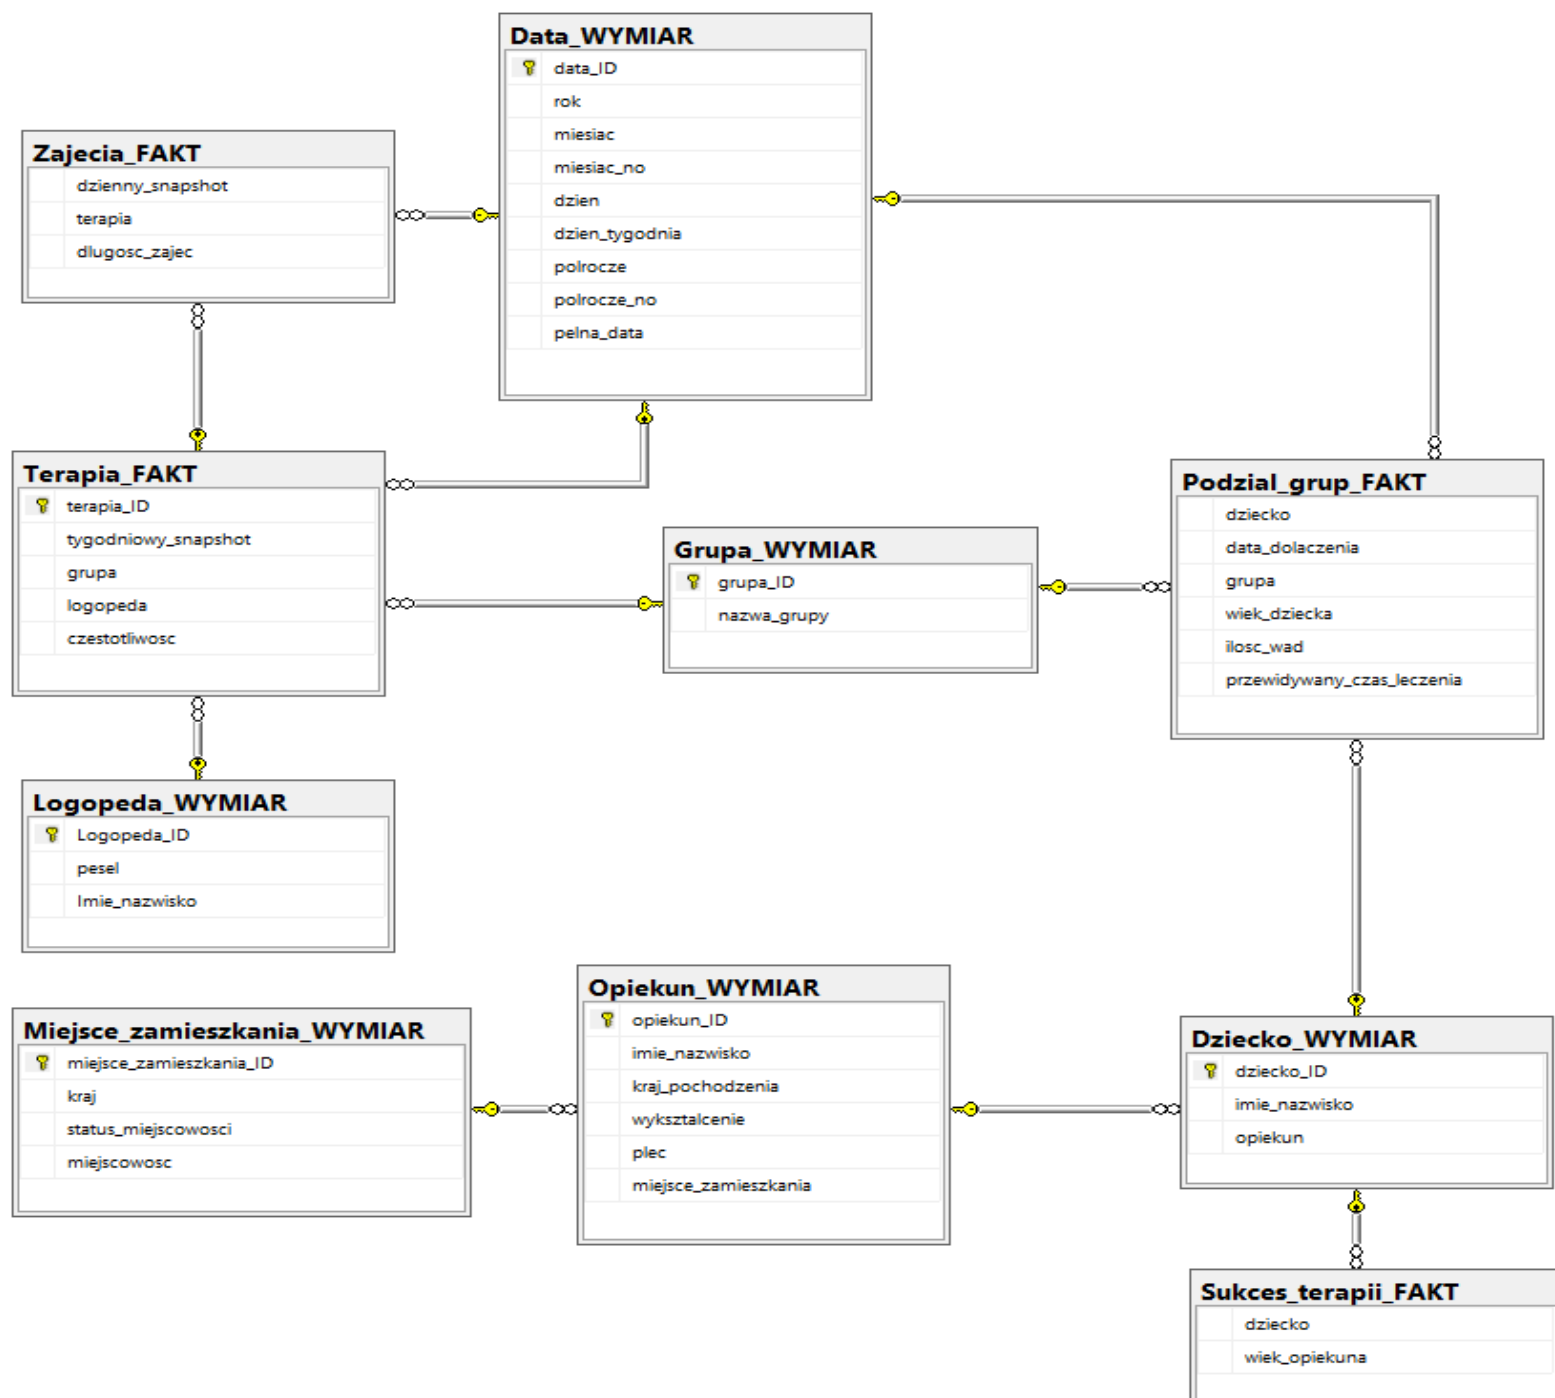 Data_WYMIAR
data_ID
rok
miesiac
miesiac_no
dzien
dzien_tygodnia
polrocze
polrocze_no
pelna_data
Zajecia_FAKT
dzienny_snapshot
terapia
dlugosc_zajec
Terapia_FAKT
terapia_ID
tygodniowy_snapshot
grupa
logopeda
czestotliwosc
Grupa_WYMIAR
grupa_ID
nazwa_grupy
Podzial_grup_FAKT
dziecko
data_dolaczenia
grupa
wiek_dziecka
ilosc_wad
przewidywany_czas_leczenia
Logopeda_WYMIAR
Logopeda_ID
pesel
Imie_nazwisko
Miejsce_zamieszkania_WYMIAR
miejsce_zamieszkania_ID
kraj
status_miejscowosci
miejscowosc
Opiekun_WYMIAR
opiekun_ID
imie_nazwisko
kraj_pochodzenia
wyksztalcenie
plec
miejsce_zamieszkania
Dziecko_WYMIAR
dziecko_ID
imie_nazwisko
opiekun
Sukces_terapii_FAKT
dziecko
wiek_opiekuna